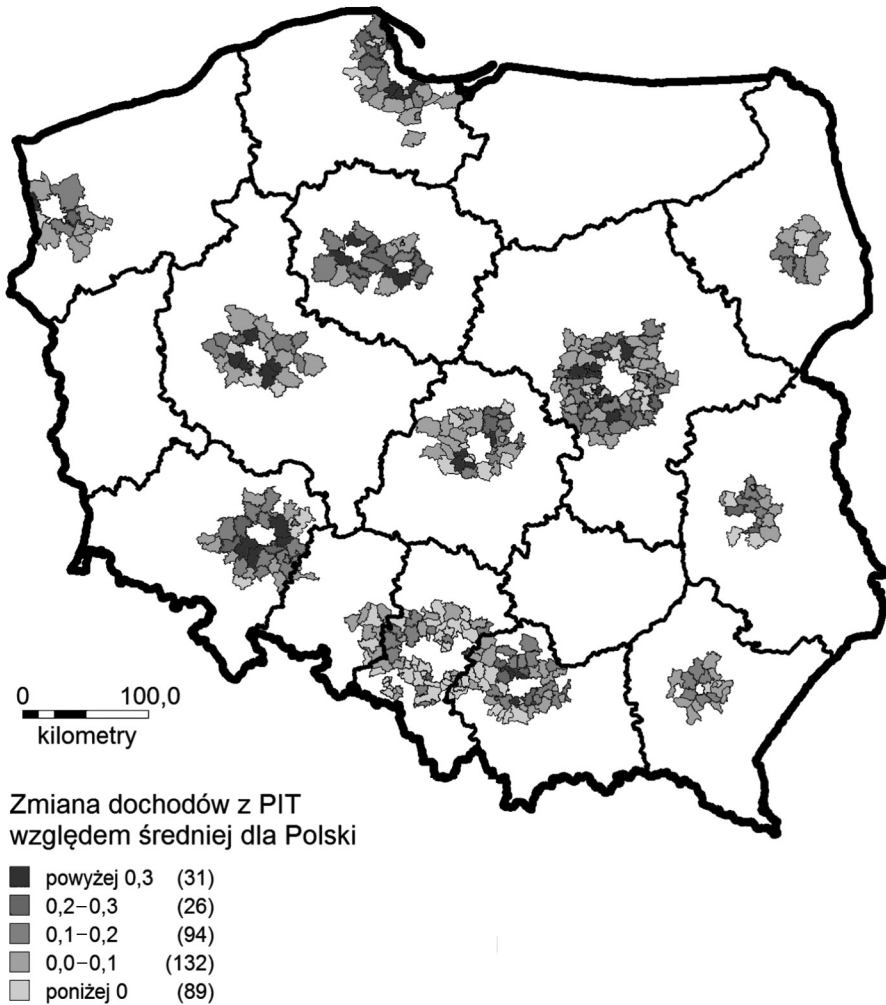 0 100,0
kilometry
Zmiana dochodów z PIT
względem średniej dla Polski
powyżej 0,3 (31)
0,2–0,3 (26)
0,1–0,2 (94)
0,0–0,1 (132)
poniżej 0 (89)